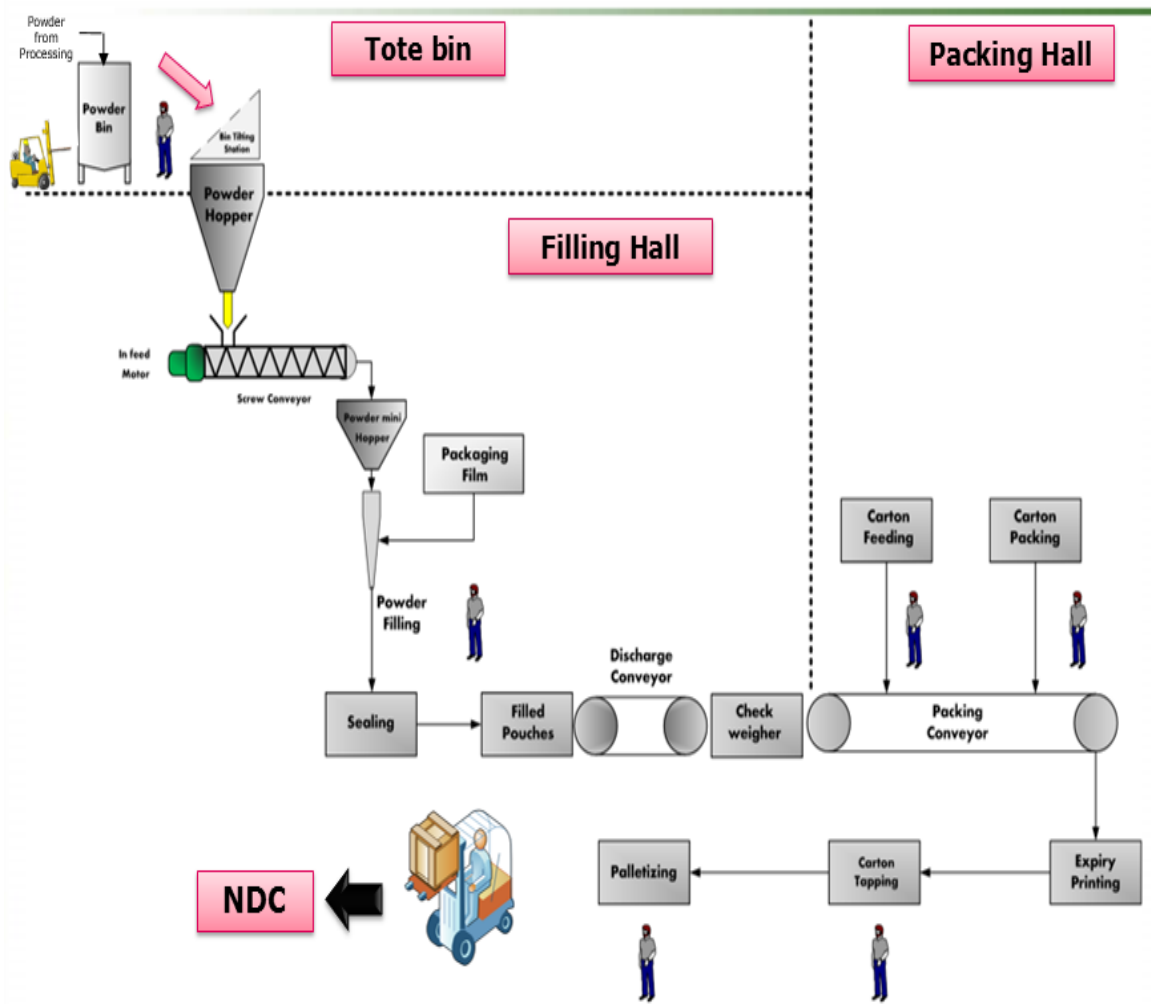 Powder
from
Processing
Tote bin
Packing Hall
Powder
Bin
Bin Tilting
Station
Powder
Hopper
Filling Hall
In feed
Motor
Screw Conveyor
Powder mini
Hopper
Packaging
Film
Carton
Feeding
Carton
Packing
Powder
Filling
Discharge
Conveyor
Sealing
Filled
Pouches
Check
weigher
Packing
Conveyor
Palletizing
Carton
Tapping
Expiry
Printing
NDC